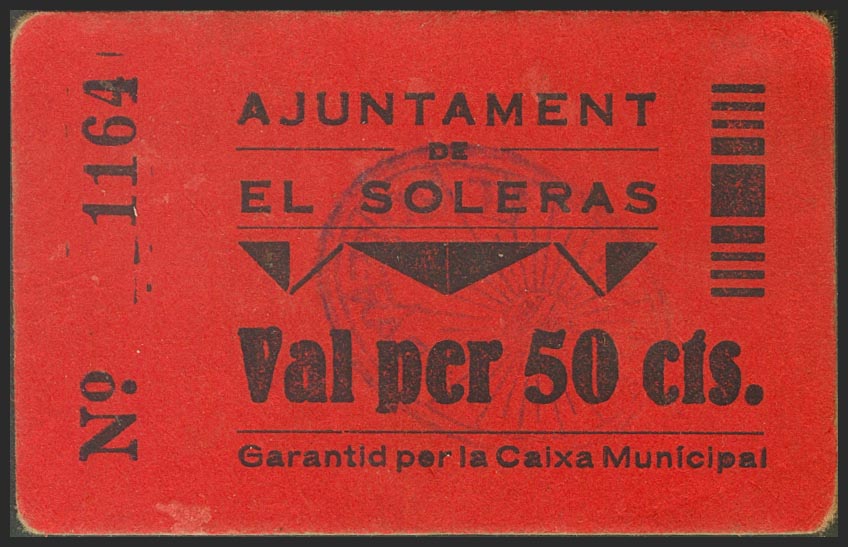 Nº. 1164
AJUNTAMENT
DE
EL SOLERAS
Val per 50 cts.
Garantid per la Caixa Municipal